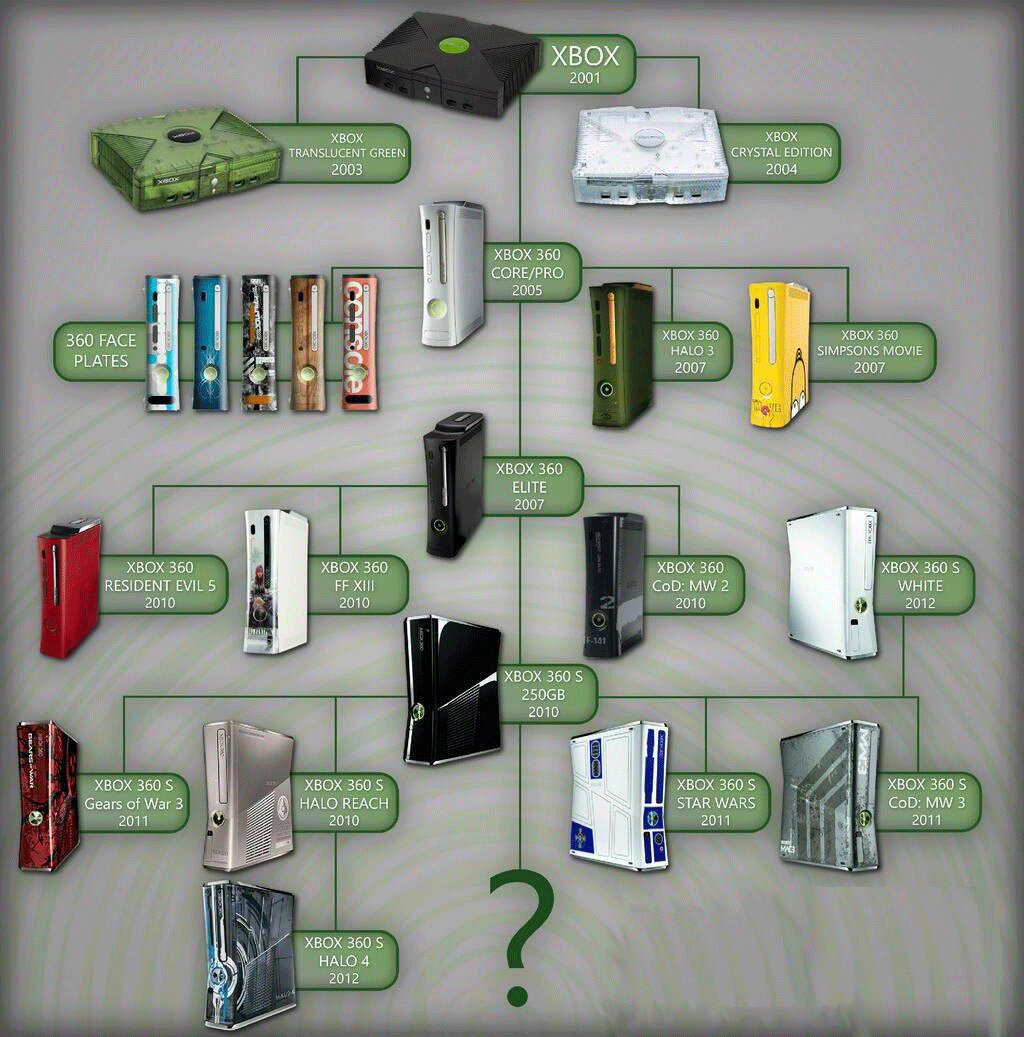 XBOX
2001
XBOX
TRANSLUCENT GREEN
2003
XBOX
CRYSTAL EDITION
2004
XBOX 360
CORE/PRO
2005
360 FACE
PLATES
XBOX 360
HALO 3
2007
XBOX 360
SIMPSONS MOVIE
2007
XBOX 360
ELITE
2007
XBOX 360
RESIDENT EVIL 5
2010
XBOX 360
FF XIII
2010
XBOX 360
CoD: MW 2
2010
XBOX 360 S
WHITE
2012
XBOX 360 S
250GB
2010
XBOX 360 S
Gears of War 3
2011
XBOX 360 S
HALO REACH
2010
XBOX 360 S
STAR WARS
2011
XBOX 360 S
CoD: MW 3
2011
XBOX 360 S
HALO 4
2012
?